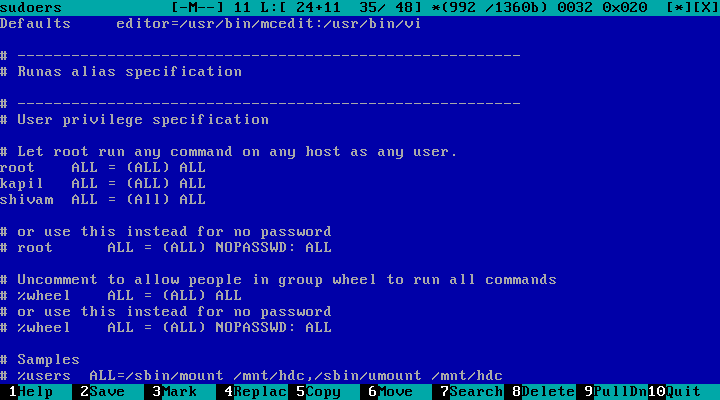 sudoers [-M--] 11 L:[ 24+11 35/ 48] *(992 /1360b) 0032 0x020 [*][X]
Defaults editor=/usr/bin/mcedit:/usr/bin/vi
# --------------------------------------------------------
# Runas alias specification
# --------------------------------------------------------
# User privilege specification
# Let root run any command on any host as any user.
root ALL = (ALL) ALL
kapil ALL = (ALL) ALL
shivam ALL = (All) ALL
# or use this instead for no password
# root ALL = (ALL) NOPASSWD: ALL
# Uncomment to allow people in group wheel to run all commands
# %wheel ALL = (ALL) ALL
# or use this instead for no password
# %wheel ALL = (ALL) NOPASSWD: ALL
# Samples
# %users ALL=/sbin/mount /mnt/hdc,/sbin/umount /mnt/hdc
1Help 2Save 3Mark 4Replac 5Copy 6Move 7Search 8Delete 9PullDn 10Quit